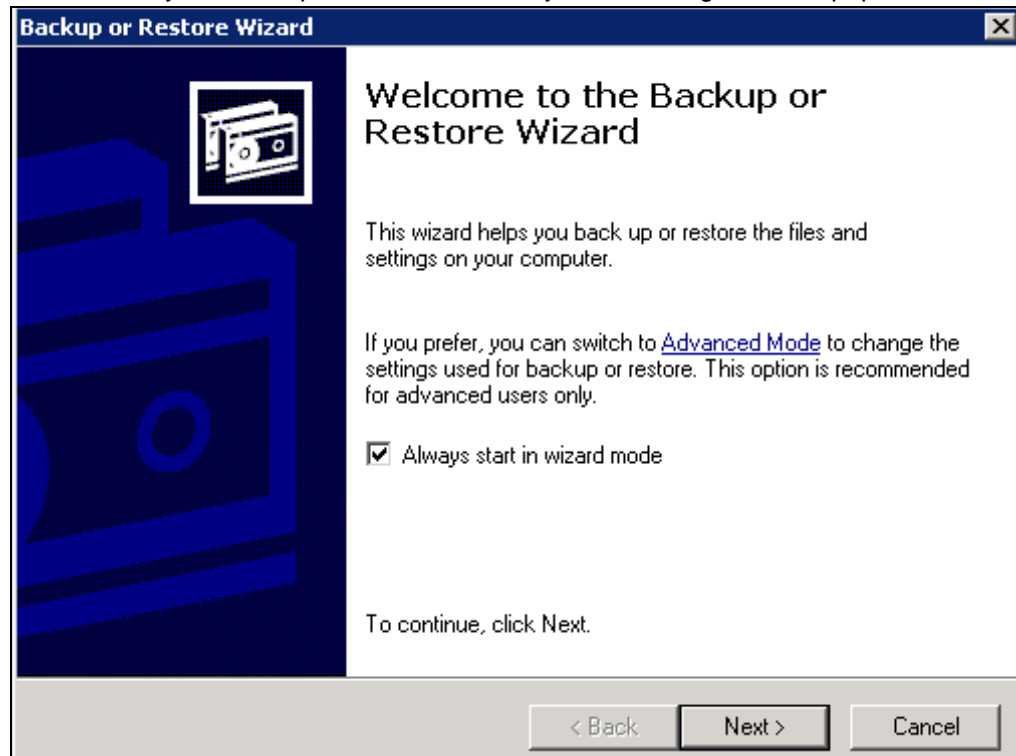 Backup or Restore Wizard
Welcome to the Backup or
Restore Wizard
This wizard helps you back up or restore the files and
settings on your computer.
If you prefer, you can switch to Advanced Mode to change the
settings used for backup or restore. This option is recommended
for advanced users only.
Always start in wizard mode
To continue, click Next.
< Back
Next >
Cancel